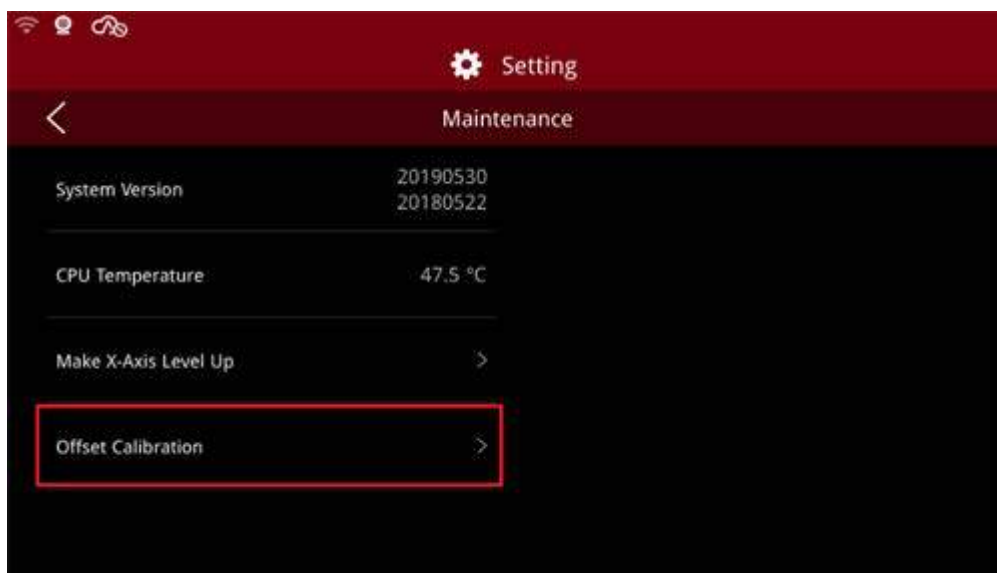 Setting
Maintenance
System Version
20190530
20180522
CPU Temperature
47.5 °C
Make X-Axis Level Up
Offset Calibration